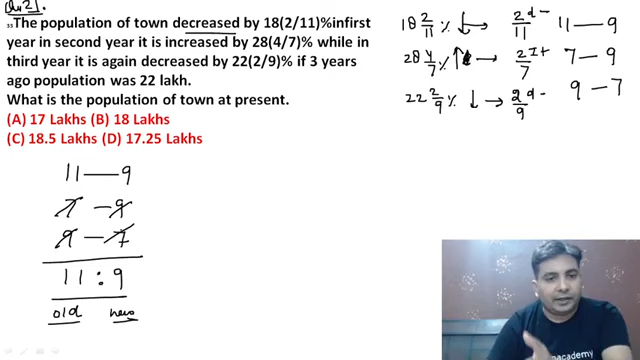 Qu.2).
„The population of town decreased by 18(2/11)%infirst
year in second year it is increased by 28(4/7)% while in
third year it is again decreased by 22(2/9)% if 3 years
ago population was 22 lakh.
What is the population of town at present.
(A) 17 Lakhs (B) 18 Lakhs
(C) 18.5 Lakhs (D) 17.25 Lakhs
11 — 9
7 — 9
9 — 7
11 : 9
old new
18 2/11 % ↓ → 2 d-/11 11 — 9
28 4/7 % ↑ → 2 I+/7 7 — 9
22 2/9 % ↓ → 2 d-/9 9 — 7
nacademy